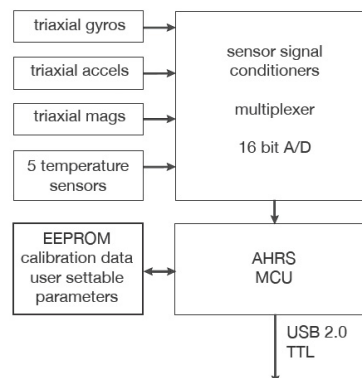 triaxial gyros
triaxial accels
triaxial mags
5 temperature
sensors
sensor signal
conditioners
multiplexer
16 bit A/D
EEPROM
calibration data
user settable
parameters
AHRS
MCU
USB 2.0
TTL